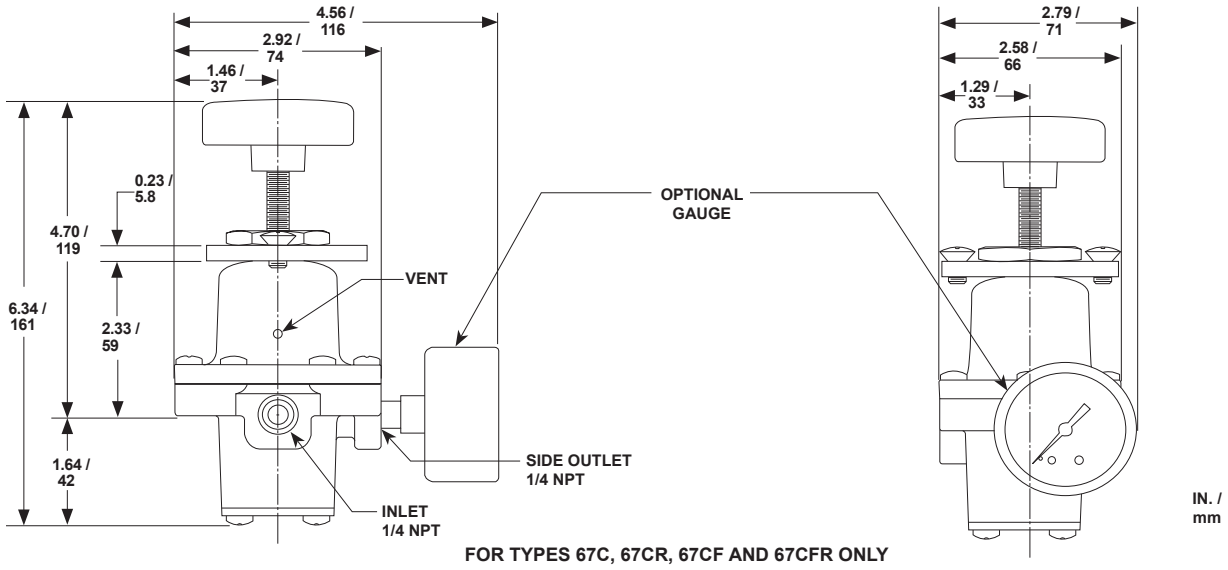 4.56 /
116
2.92 /
74
1.46 /
37
2.79 /
71
2.58 /
66
1.29 /
33
0.23 /
5.8
4.70 /
119
6.34 /
161
2.33 /
59
1.64 /
42
OPTIONAL
GAUGE
VENT
SIDE OUTLET
1/4 NPT
INLET
1/4 NPT
IN. /
mm
FOR TYPES 67C, 67CR, 67CF AND 67CFR ONLY